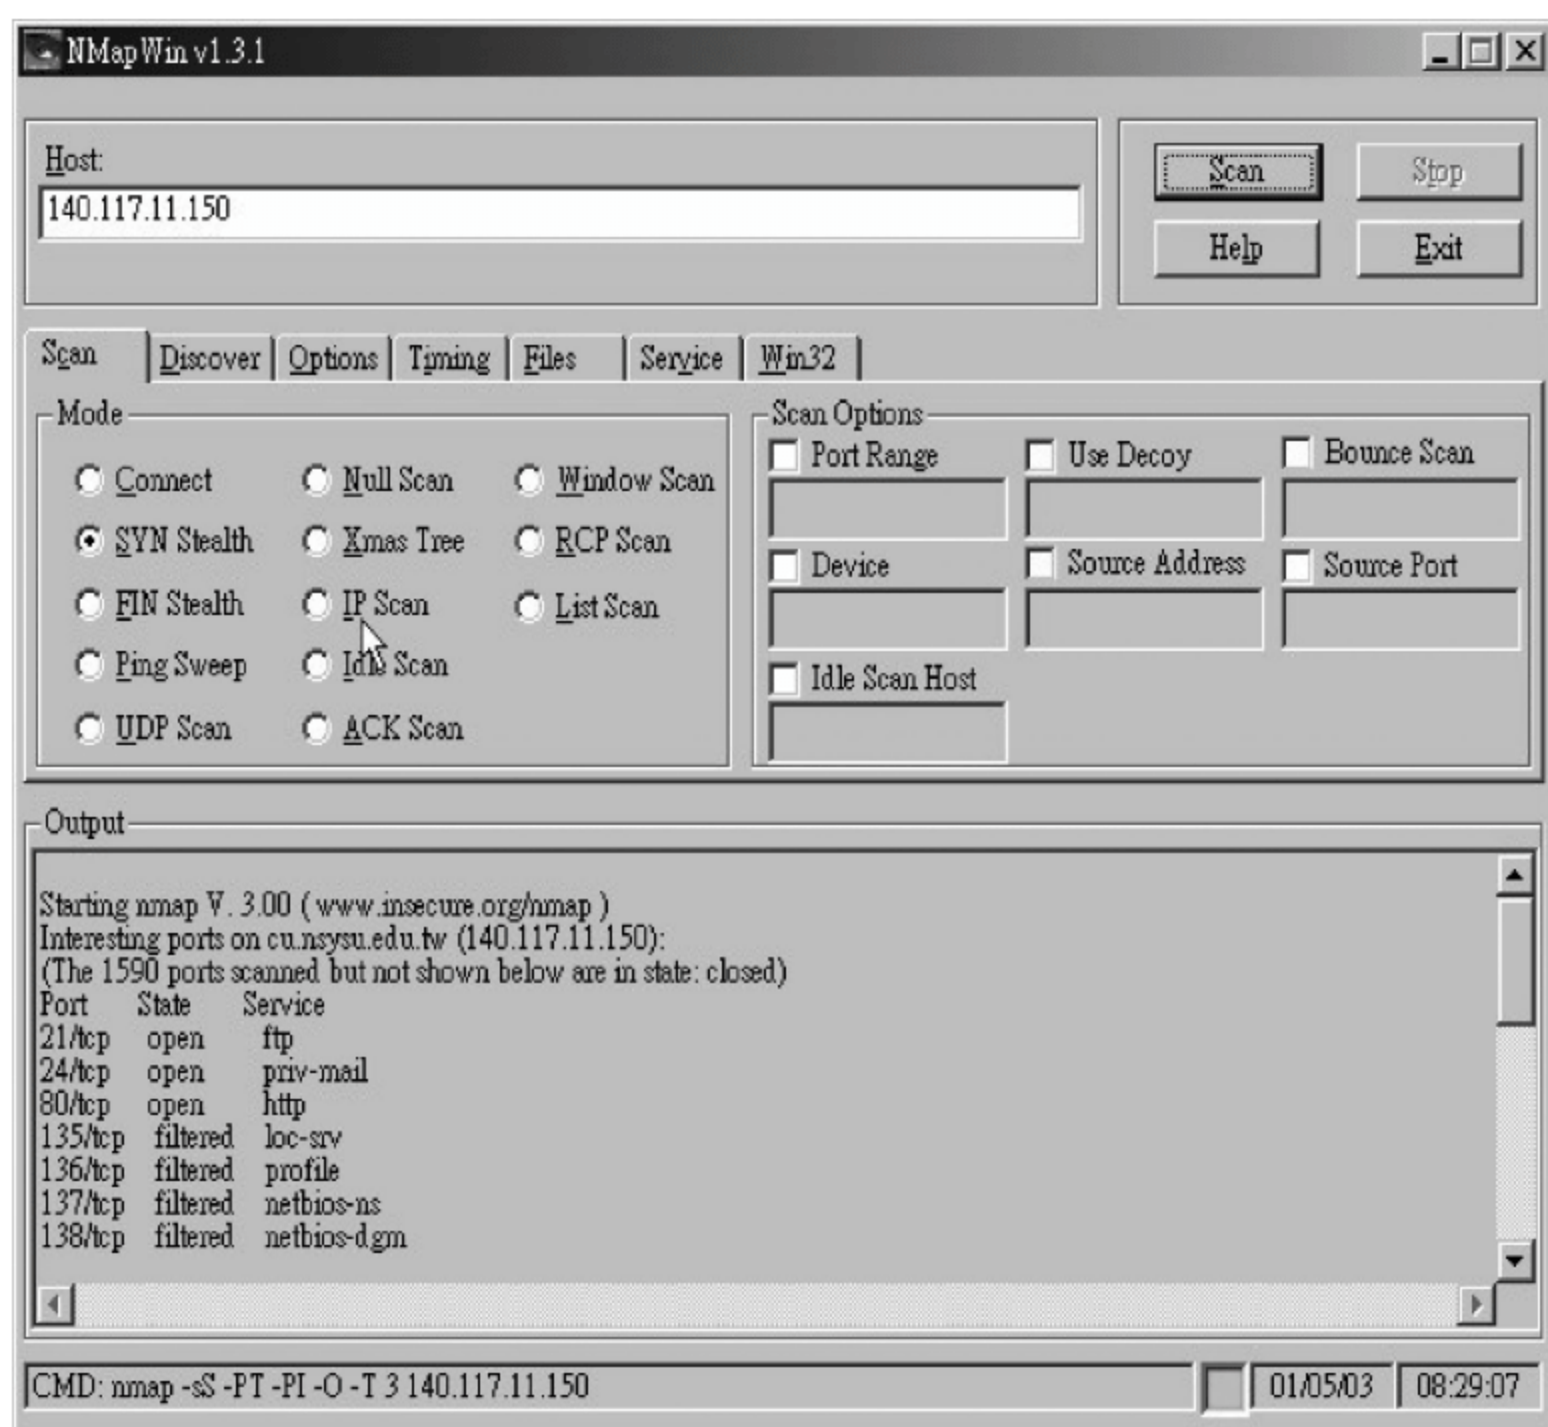 NMapWin v1.3.1
Host:
140.117.11.150
Scan
Stop
Help
Exit
Scan Discover Options Timing Files Service Win32
Mode
Connect Null Scan Window Scan
SYN Stealth Xmas Tree RCP Scan
FIN Stealth IP Scan List Scan
Ping Sweep Idle Scan
UDP Scan ACK Scan
Scan Options
Port Range Use Decoy Bounce Scan
Device Source Address Source Port
Idle Scan Host
Output
Starting nmap V. 3.00 ( www.insecure.org/nmap )
Interesting ports on cu.nsysu.edu.tw (140.117.11.150):
(The 1590 ports scanned but not shown below are in state: closed)
Port State Service
21/tcp open ftp
24/tcp open priv-mail
80/tcp open http
135/tcp filtered loc-srv
136/tcp filtered profile
137/tcp filtered netbios-ns
138/tcp filtered netbios-dgm
CMD: nmap -sS -PT -PI -O -T 3 140.117.11.150 01/05/03 08:29:07